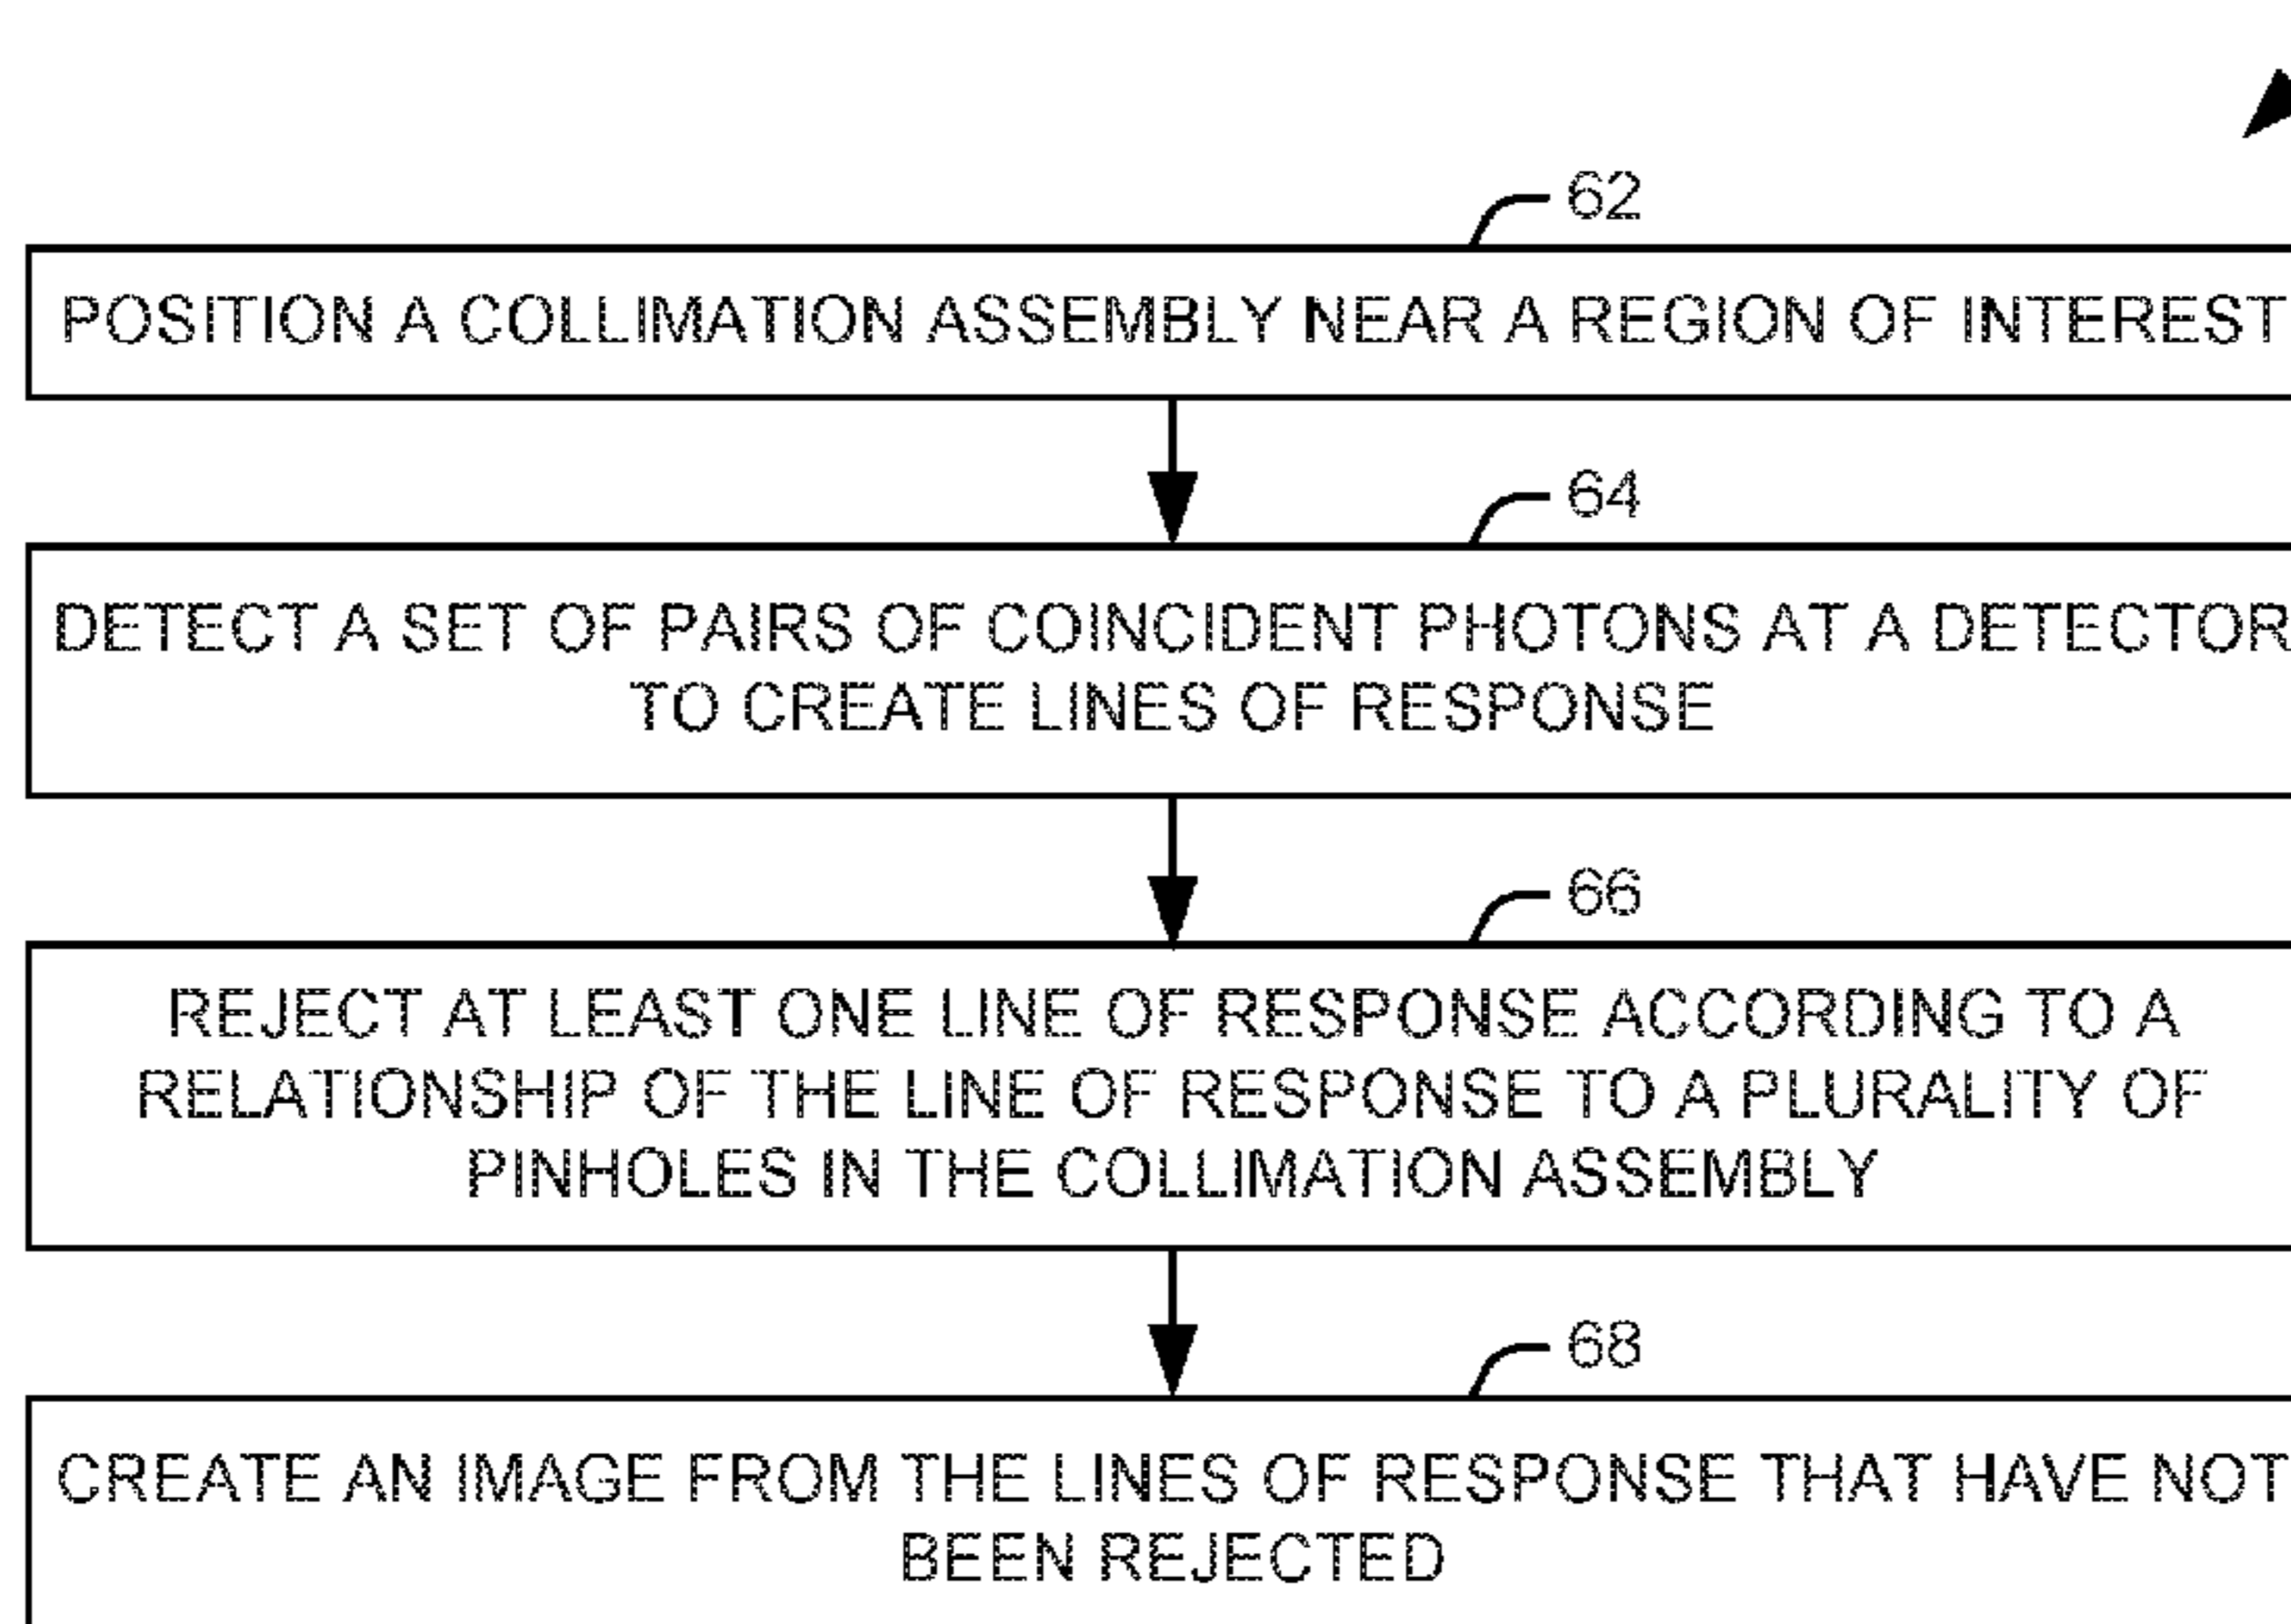 62
POSITION A COLLIMATION ASSEMBLY NEAR A REGION OF INTEREST
64
DETECT A SET OF PAIRS OF COINCIDENT PHOTONS AT A DETECTOR
TO CREATE LINES OF RESPONSE
66
REJECT AT LEAST ONE LINE OF RESPONSE ACCORDING TO A
RELATIONSHIP OF THE LINE OF RESPONSE TO A PLURALITY OF
PINHOLES IN THE COLLIMATION ASSEMBLY
68
CREATE AN IMAGE FROM THE LINES OF RESPONSE THAT HAVE NOT
BEEN REJECTED